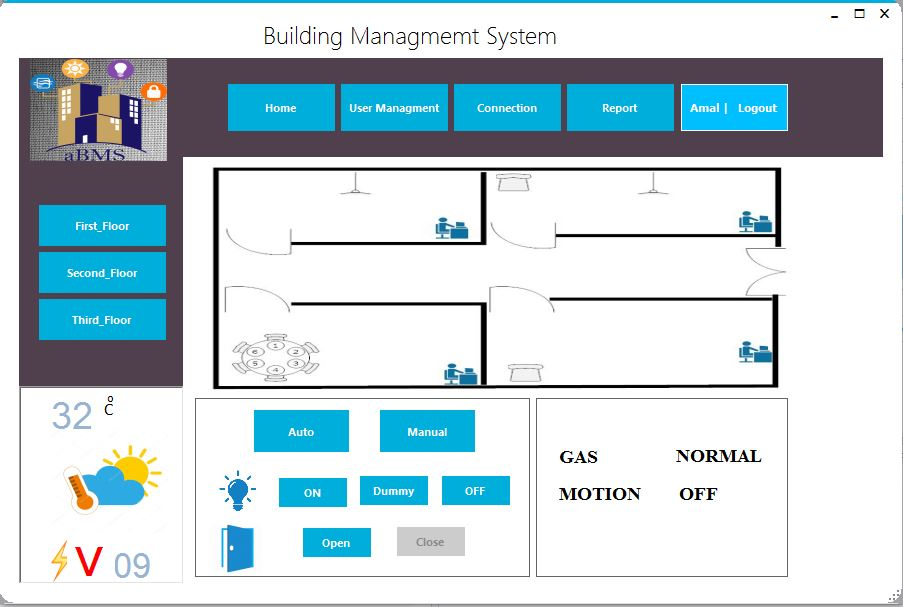 Building Managmemt System
aBMS
Home
User Managment
Connection
Report
Amal | Logout
First_Floor
Second_Floor
Third_Floor
1
2
3
4
5
6
32 °C
V 09
Auto
Manual
ON
Dummy
OFF
Open
Close
GAS NORMAL
MOTION OFF